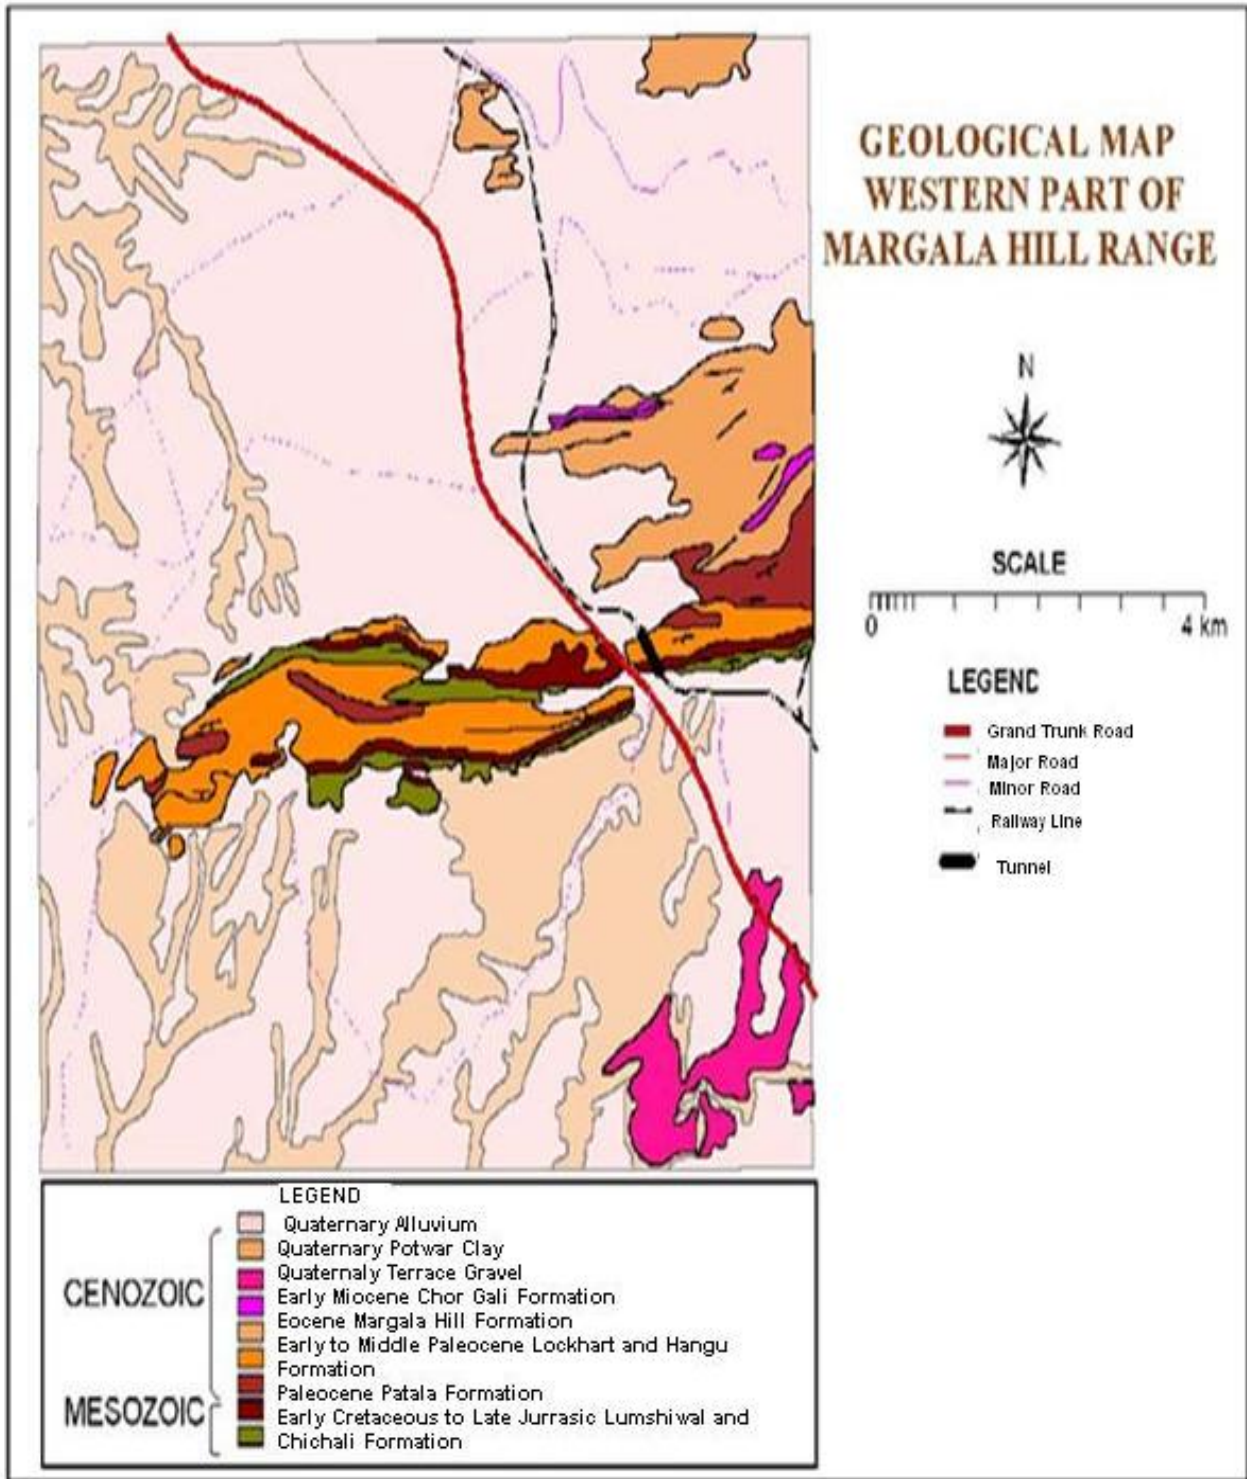 GEOLOGICAL MAP
WESTERN PART OF
MARGALA HILL RANGE
N
SCALE
0 4 km
LEGEND
Grand Trunk Road
Major Road
Minor Road
Railway Line
Tunnel
LEGEND
CENOZOIC
Quaternary Alluvium
Quaternary Potwar Clay
Quaternaly Terrace Gravel
Early Miocene Chor Gali Formation
Eocene Margala Hill Formation
Early to Middle Paleocene Lockhart and Hangu
Formation
Paleocene Patala Formation
MESOZOIC
Early Cretaceous to Late Jurrasic Lumshiwal and
Chichali Formation